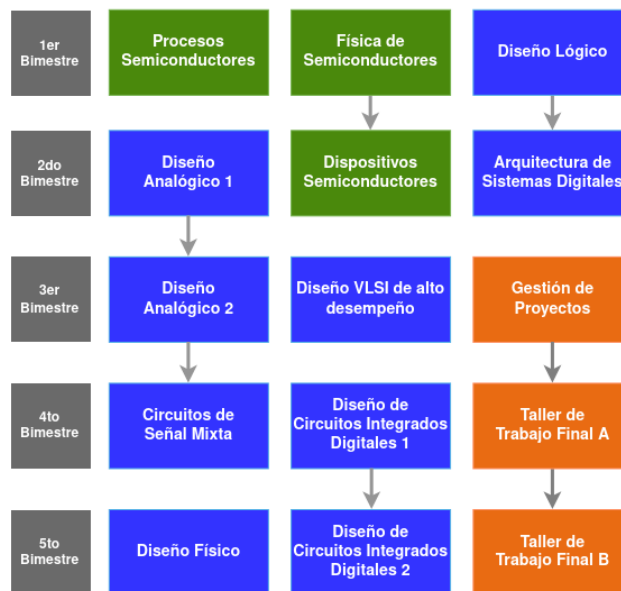 1er
Bimestre
Procesos
Semiconductores
Física de
Semiconductores
Diseño Lógico
2do
Bimestre
Diseño
Analógico 1
Dispositivos
Semiconductores
Arquitectura de
Sistemas Digitales
3er
Bimestre
Diseño
Analógico 2
Diseño VLSI de alto
desempeño
Gestión de
Proyectos
4to
Bimestre
Circuitos de
Señal Mixta
Diseño de
Circuitos Integrados
Digitales 1
Taller de
Trabajo Final A
5to
Bimestre
Diseño Físico
Diseño de
Circuitos Integrados
Digitales 2
Taller de
Trabajo Final B